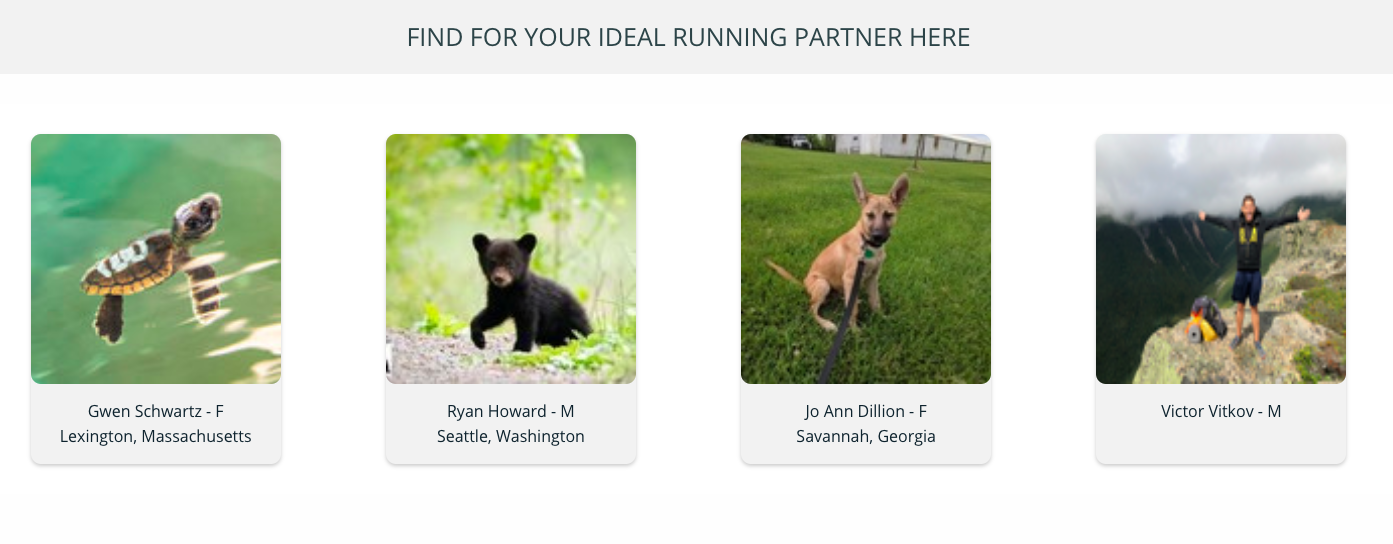 FIND FOR YOUR IDEAL RUNNING PARTNER HERE
Gwen Schwartz - F
Lexington, Massachusetts
Ryan Howard - M
Seattle, Washington
Jo Ann Dillion - F
Savannah, Georgia
Victor Vitkov - M